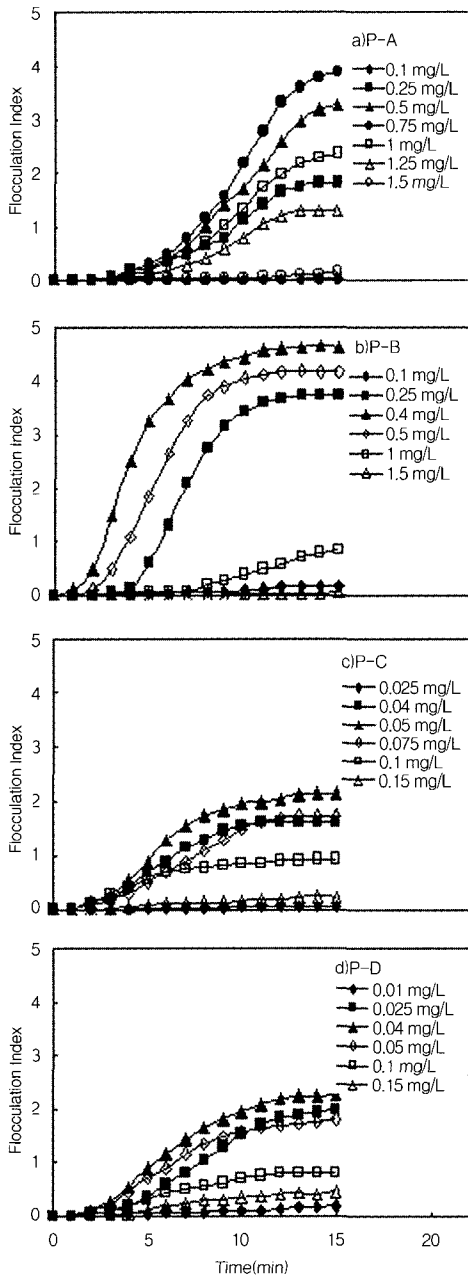 5
a)P-A
4
0.1 mg/L
0.25 mg/L
0.5 mg/L
3
0.75 mg/L
1 mg/L
1.25 mg/L
2
1.5 mg/L
1
0
Flocculation Index
5
b)P-B
4
0.1 mg/L
0.25 mg/L
0.4 mg/L
3
0.5 mg/L
1 mg/L
1.5 mg/L
2
1
0
Flocculation Index
5
c)P-C
0.025 mg/L
4
0.04 mg/L
0.05 mg/L
0.075 mg/L
3
0.1 mg/L
0.15 mg/L
2
1
0
Flocculation Index
5
d)P-D
0.01 mg/L
4
0.025 mg/L
0.04 mg/L
0.05 mg/L
3
0.1 mg/L
0.15 mg/L
2
1
0
Flocculation Index
0 5 10 15 20
Time(min)